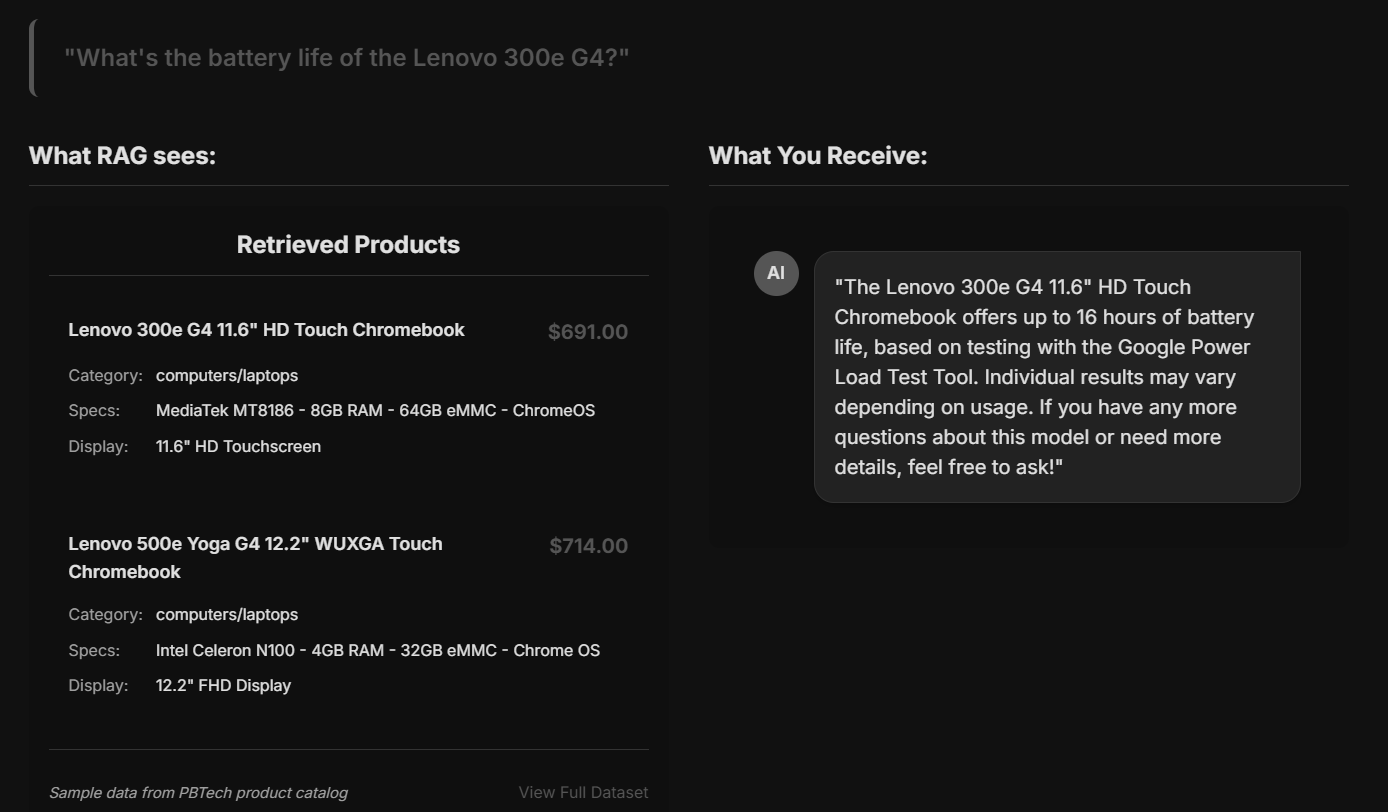 "What's the battery life of the Lenovo 300e G4?"
What RAG sees:
Retrieved Products
Lenovo 300e G4 11.6" HD Touch Chromebook
$691.00
Category: computers/laptops
Specs: MediaTek MT8186 - 8GB RAM - 64GB eMMC - ChromeOS
Display: 11.6" HD Touchscreen
Lenovo 500e Yoga G4 12.2" WUXGA Touch
Chromebook
$714.00
Category: computers/laptops
Specs: Intel Celeron N100 - 4GB RAM - 32GB eMMC - Chrome OS
Display: 12.2" FHD Display
Sample data from PBTech product catalog
View Full Dataset
What You Receive:
AI
"The Lenovo 300e G4 11.6" HD Touch
Chromebook offers up to 16 hours of battery
life, based on testing with the Google Power
Load Test Tool. Individual results may vary
depending on usage. If you have any more
questions about this model or need more
details, feel free to ask!"